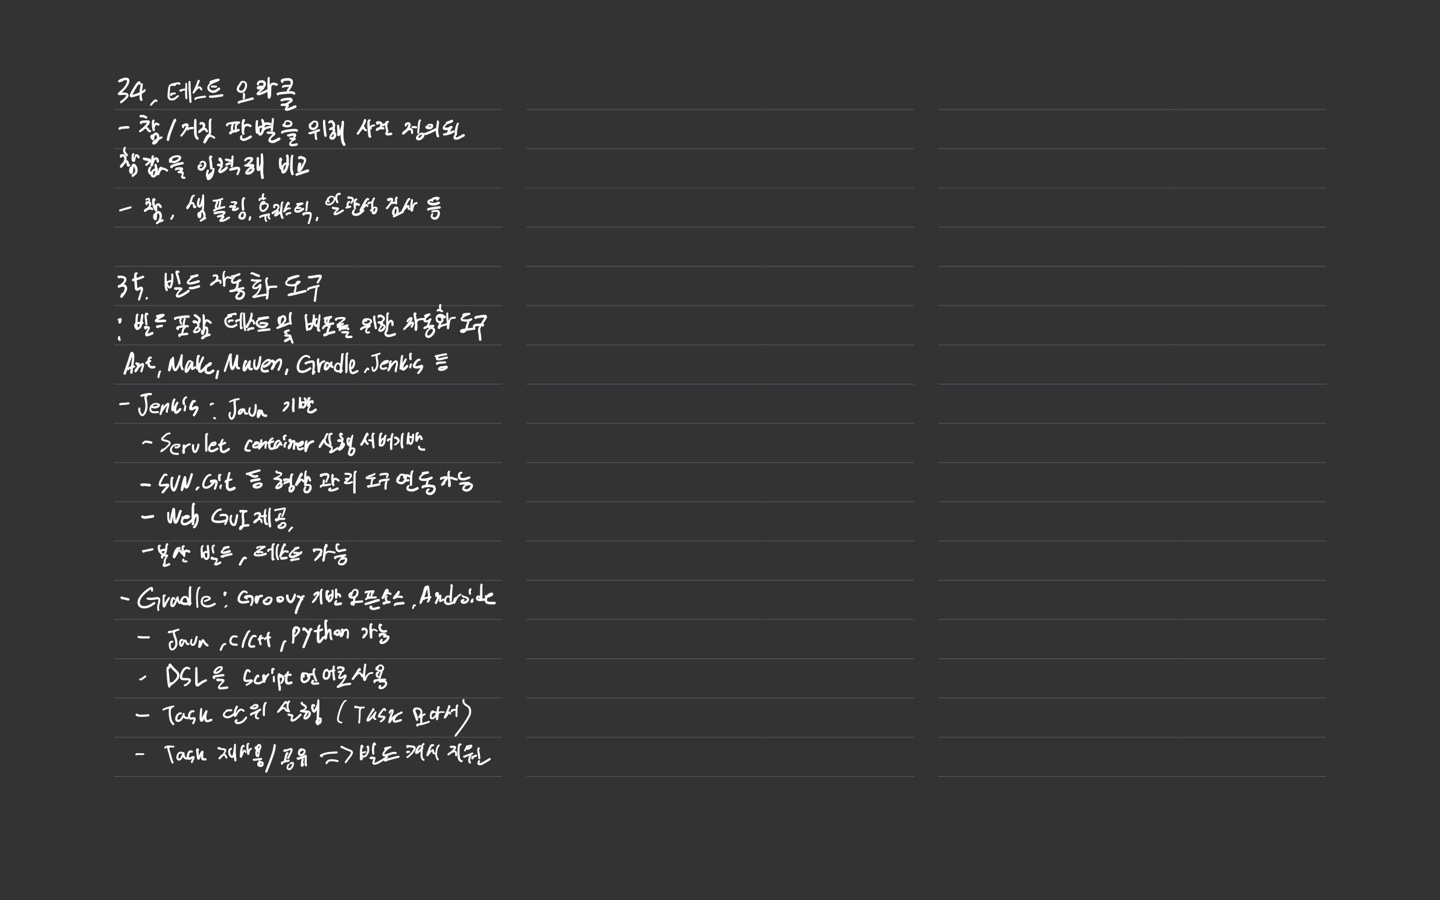 34. 테스트 오라클
- 참/거짓 판별을 위해 사전 정의된
참값을 입력해 비교
- 참, 샘플링, 휴리스틱, 일관성 검사 등
35. 빌드 자동화 도구
: 빌드 포함 테스트 및 배포를 위한 자동화 도구
Ant, Make, Maven, Gradle, Jenkis 등
- Jenkis : Java 기반
- Servlet container 실행 서버기반
- SVN, Git 등 형상 관리 도구 연동가능
- Web GUI 제공,
- 분산 빌드, 테스트 가능
- Gradle : Groovy 기반 오픈소스, Androide
- Java, C/C++, Python 가능
- DSL을 Script 언어로 사용
- Task 단위 실행 (Task 모아서)
- Task 재사용/공유 => 빌드 캐시 지원